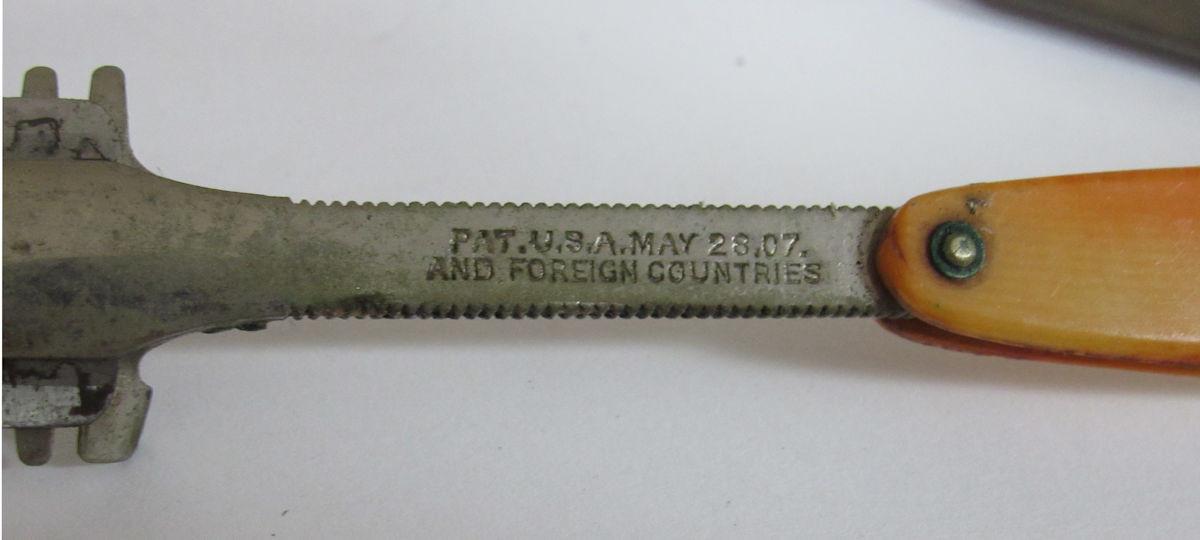 PAT.U.S.A.MAY 28.07.
AND FOREIGN COUNTRIES